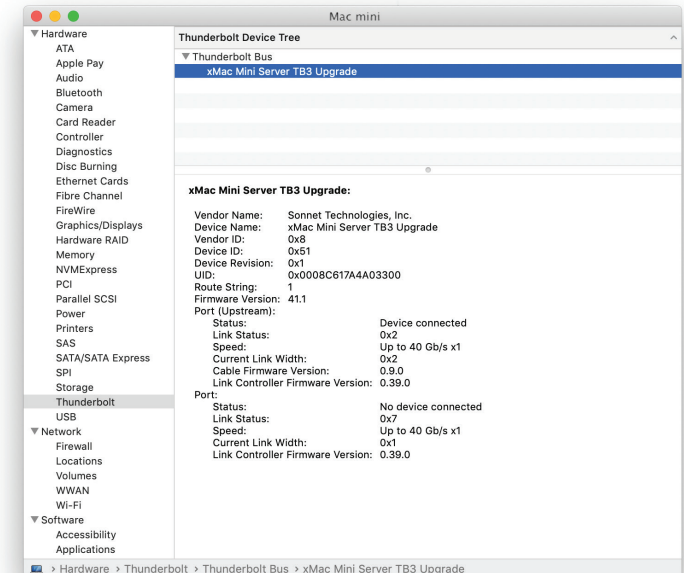 Mac mini
Hardware
ATA
Apple Pay
Audio
Bluetooth
Camera
Card Reader
Controller
Diagnostics
Disc Burning
Ethernet Cards
Fibre Channel
FireWire
Graphics/Displays
Hardware RAID
Memory
NVMExpress
PCI
Parallel SCSI
Power
Printers
SAS
SATA/SATA Express
SPI
Storage
Thunderbolt
USB
Network
Firewall
Locations
Volumes
WWAN
Wi-Fi
Software
Accessibility
Applications
Thunderbolt Device Tree
Thunderbolt Bus
xMac Mini Server TB3 Upgrade
xMac Mini Server TB3 Upgrade:
Vendor Name: Sonnet Technologies, Inc.
Device Name: xMac Mini Server TB3 Upgrade
Vendor ID: 0x8
Device ID: 0x51
Device Revision: 0x1
UID: 0x0008C617A4A03300
Route String: 1
Firmware Version: 41.1
Port (Upstream):
Status: Device connected
Link Status: 0x2
Speed: Up to 40 Gb/s x1
Current Link Width: 0x2
Cable Firmware Version: 0.9.0
Link Controller Firmware Version: 0.39.0
Port:
Status: No device connected
Link Status: 0x7
Speed: Up to 40 Gb/s x1
Current Link Width: 0x1
Link Controller Firmware Version: 0.39.0
› Hardware › Thunderbolt › Thunderbolt Bus › xMac Mini Server TB3 Upgrade